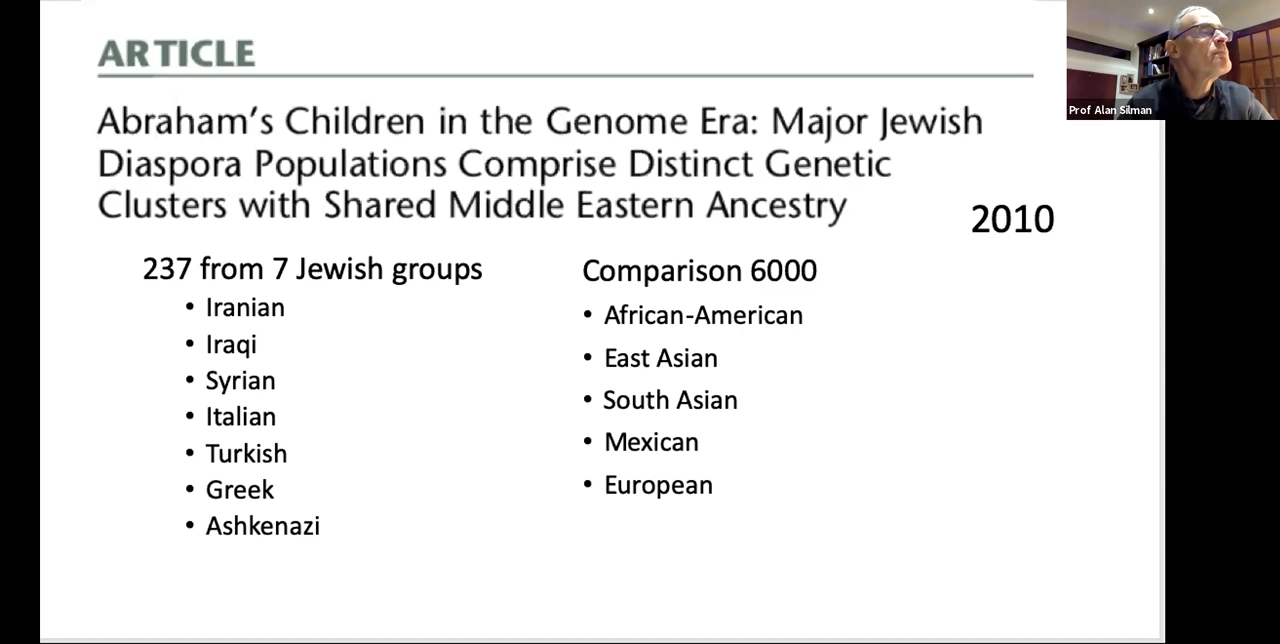 ARTICLE
Prof Alan Silman
Abraham's Children in the Genome Era: Major Jewish
Diaspora Populations Comprise Distinct Genetic
Clusters with Shared Middle Eastern Ancestry
2010
237 from 7 Jewish groups
• Iranian
• Iraqi
• Syrian
• Italian
• Turkish
• Greek
• Ashkenazi
Comparison 6000
• African-American
• East Asian
• South Asian
• Mexican
• European